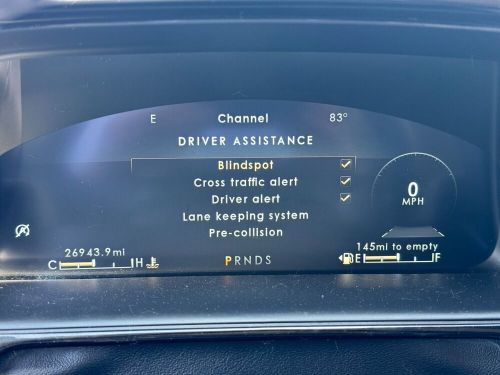 E Channel 83°
DRIVER ASSISTANCE
Blindspot
Cross traffic alert
Driver alert
Lane keeping system
Pre-collision
0
MPH
26943.9mi
145mi to empty
C H
PRNDS
E F